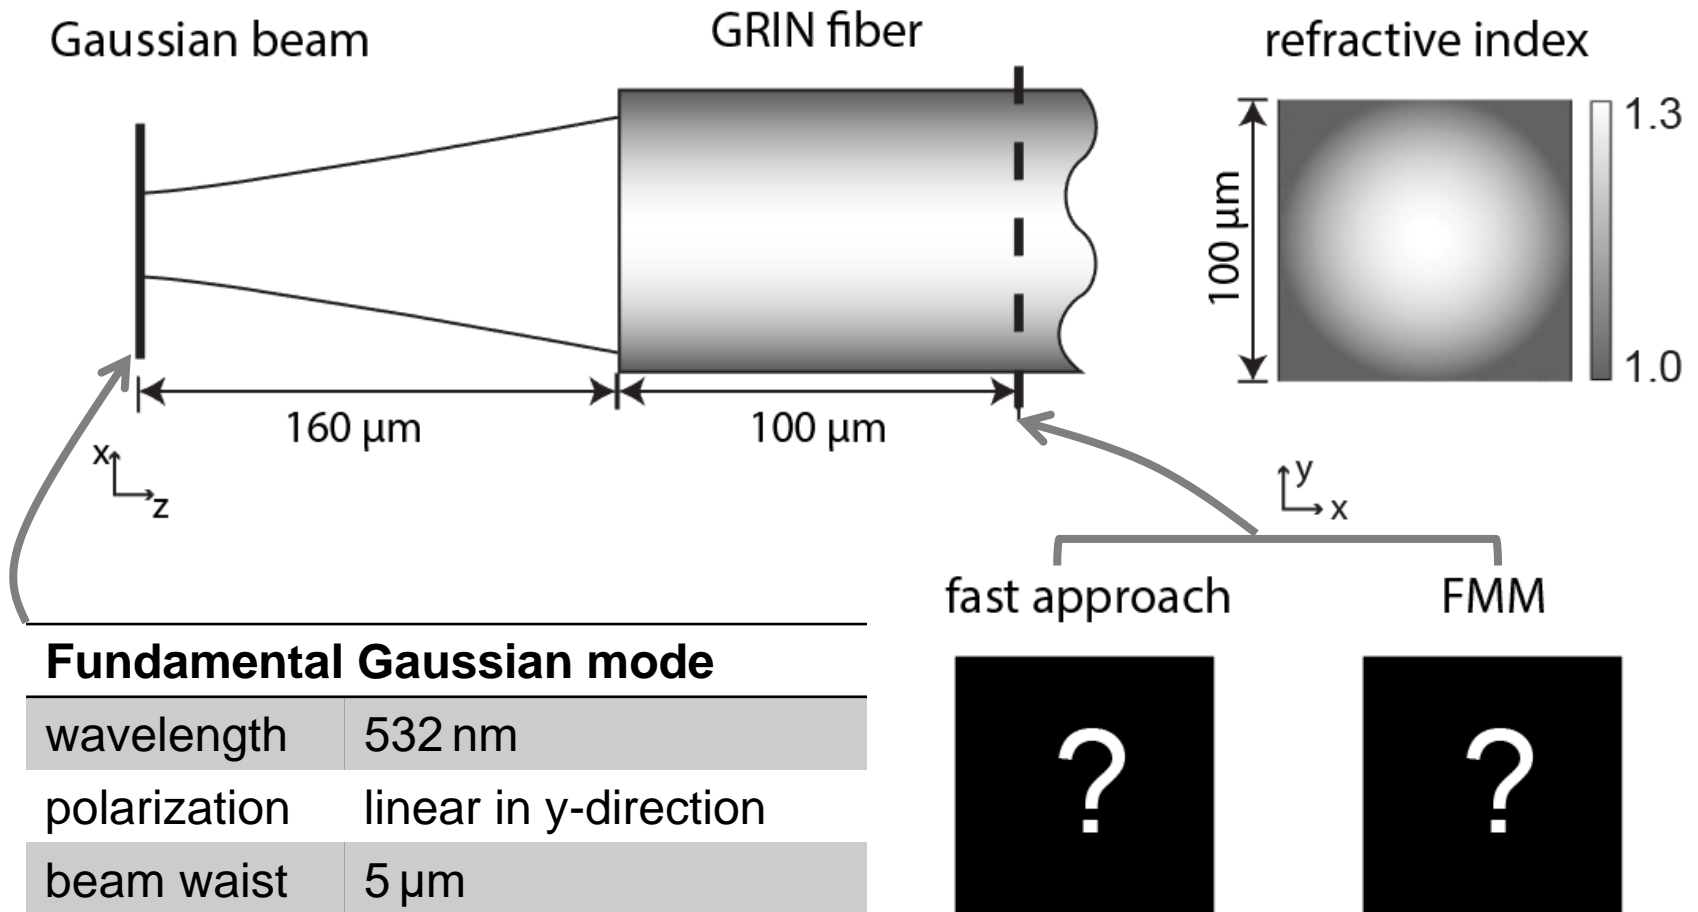 Gaussian beam
GRIN fiber
refractive index
1.3
100 µm
1.0
160 µm
100 µm
x
z
y
x
fast approach
FMM
Fundamental Gaussian mode
wavelength 532 nm
polarization linear in y-direction
beam waist 5 µm
?
?